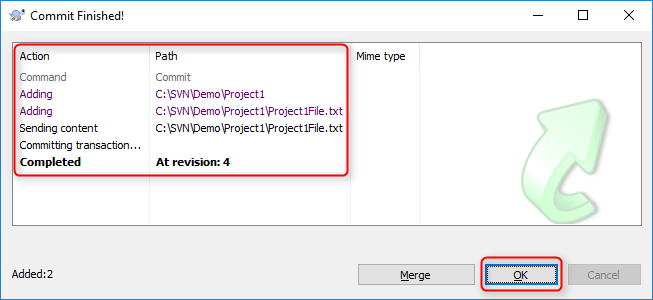 Commit Finished!
Action Path Mime type
Command Commit
Adding C:\SVN\Demo\Project1
Adding C:\SVN\Demo\Project1\Project1File.txt
Sending content C:\SVN\Demo\Project1\Project1File.txt
Committing transaction...
Completed At revision: 4
Added:2 Merge OK Cancel